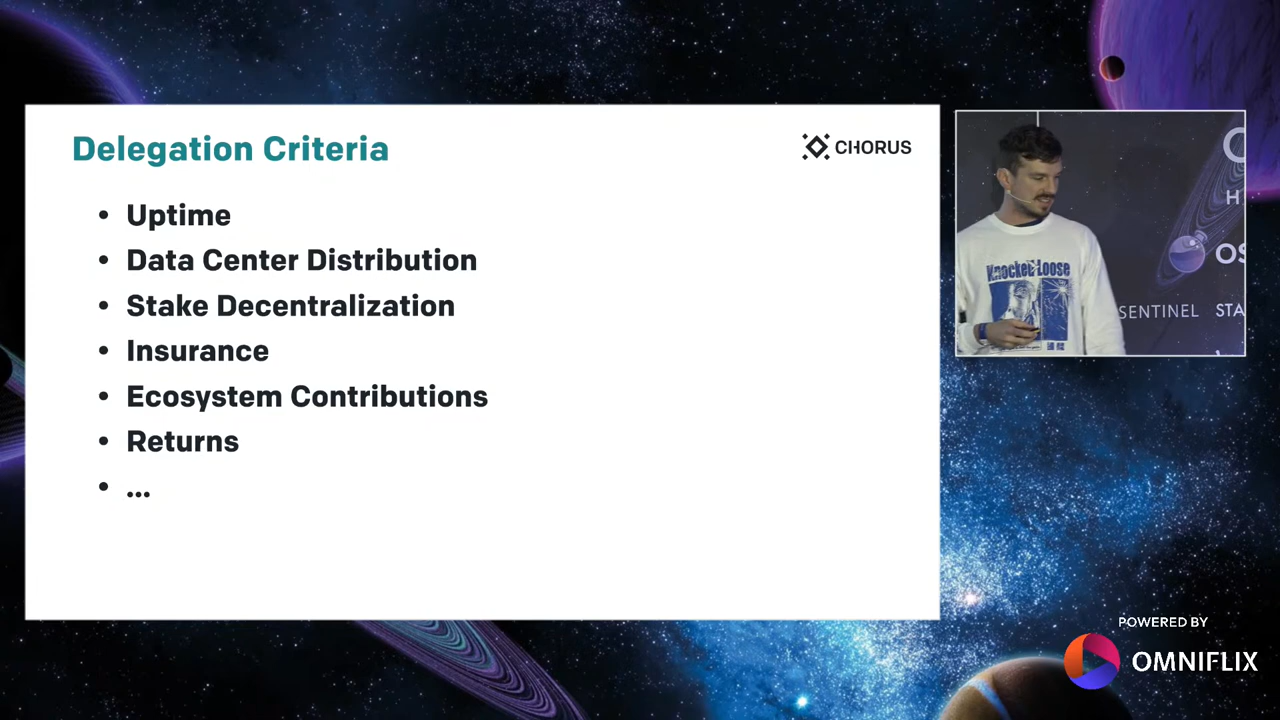 Delegation Criteria
CHORUS
• Uptime
• Data Center Distribution
• Stake Decentralization
• Insurance
• Ecosystem Contributions
• Returns
• ...
Knocked Loose
SENTINEL
POWERED BY
OMNIFLIX